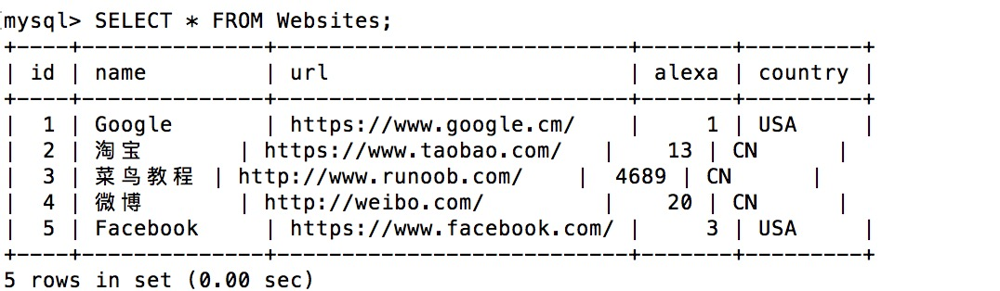 mysql> SELECT * FROM Websites;
+----+--------------+---------------------------+-------+---------+
| id | name         | url                       | alexa | country |
+----+--------------+---------------------------+-------+---------+
|  1 | Google       | https://www.google.cm/    |     1 | USA     |
|  2 | 淘宝       | https://www.taobao.com/   |    13 | CN      |
|  3 | 菜鸟教程 | http://www.runoob.com/    |  4689 | CN      |
|  4 | 微博       | http://weibo.com/         |    20 | CN      |
|  5 | Facebook     | https://www.facebook.com/ |     3 | USA     |
+----+--------------+---------------------------+-------+---------+
5 rows in set (0.00 sec)